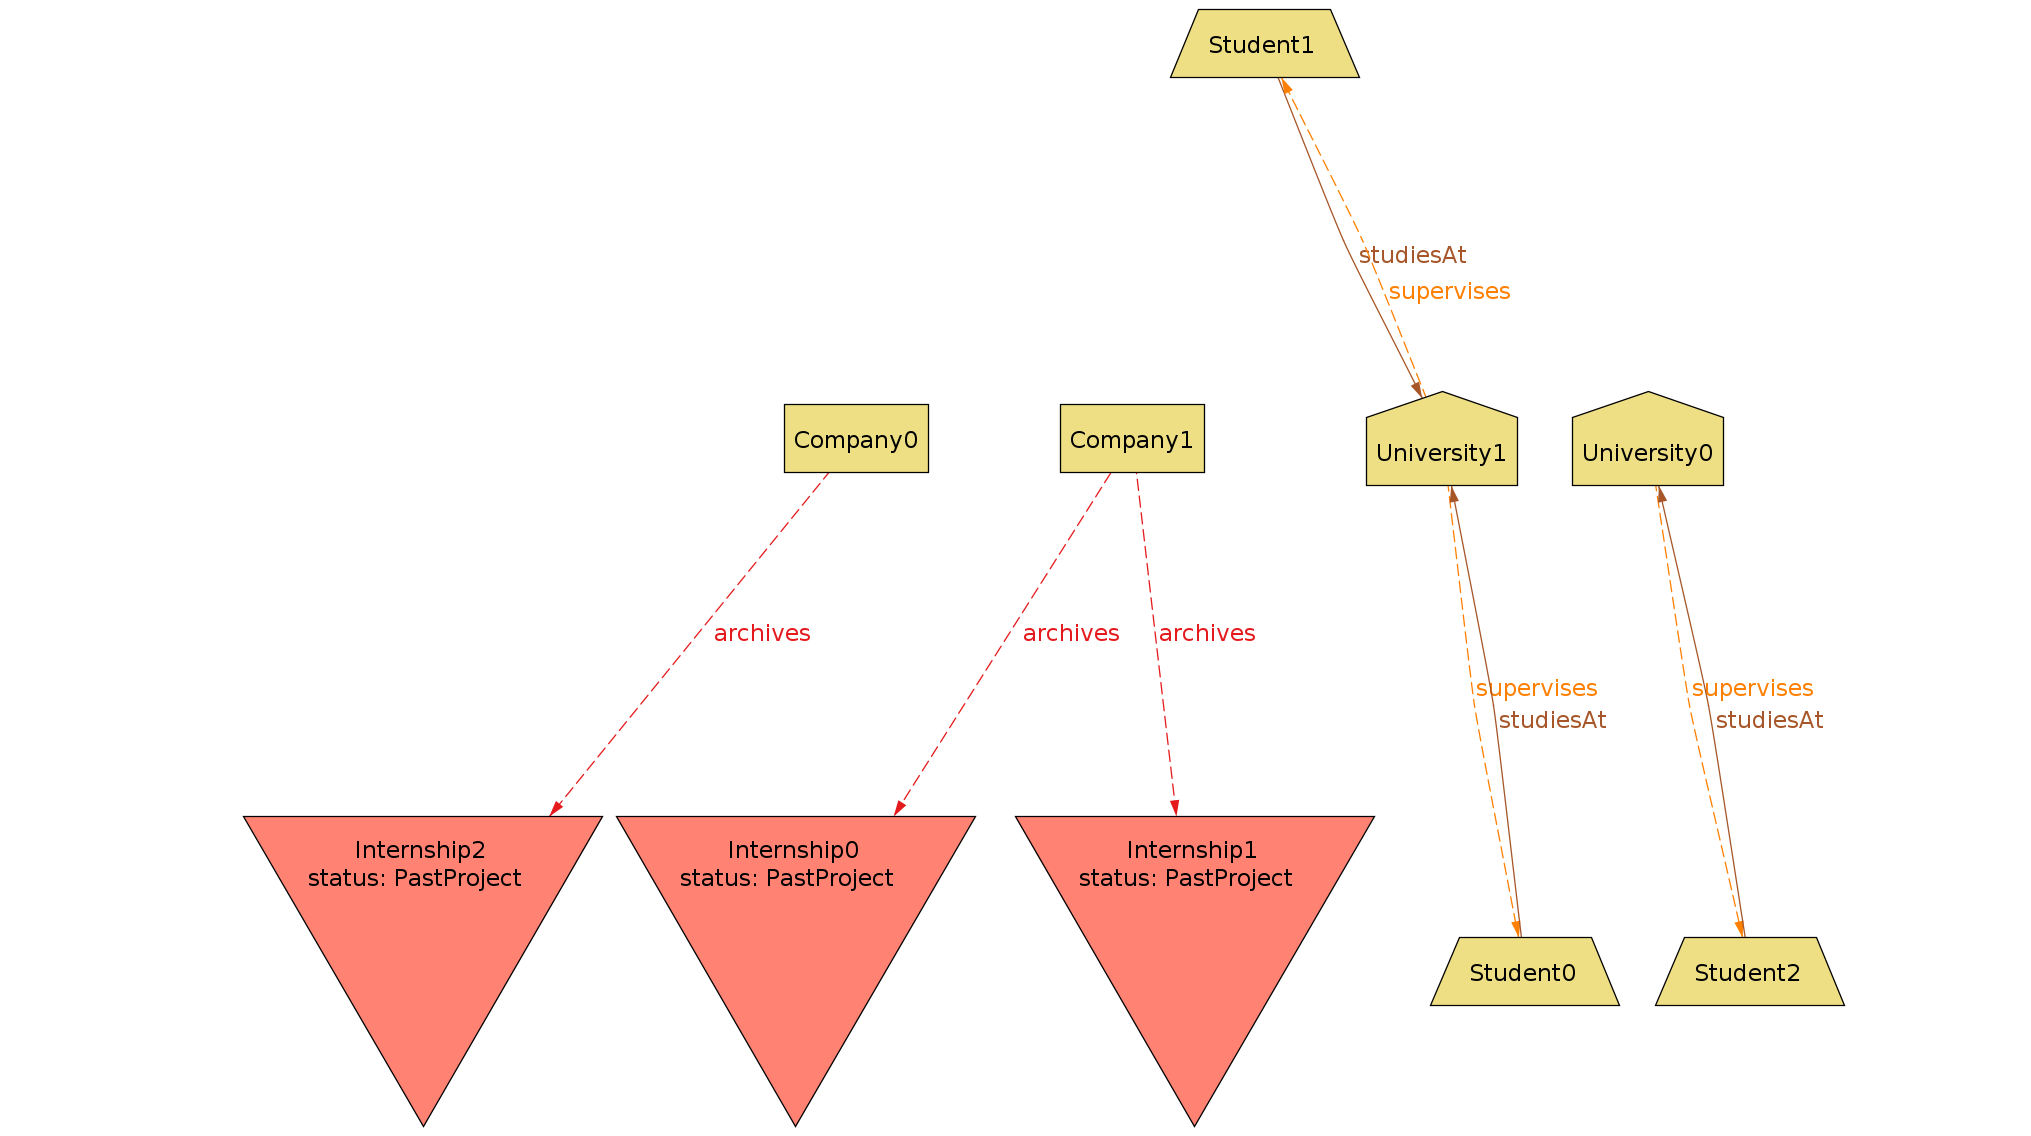 Student1
studiesAt
supervises
Company0
Company1
University1
University0
archives
archives
archives
supervises
studiesAt
supervises
studiesAt
Internship2
status: PastProject
Internship0
status: PastProject
Internship1
status: PastProject
Student0
Student2